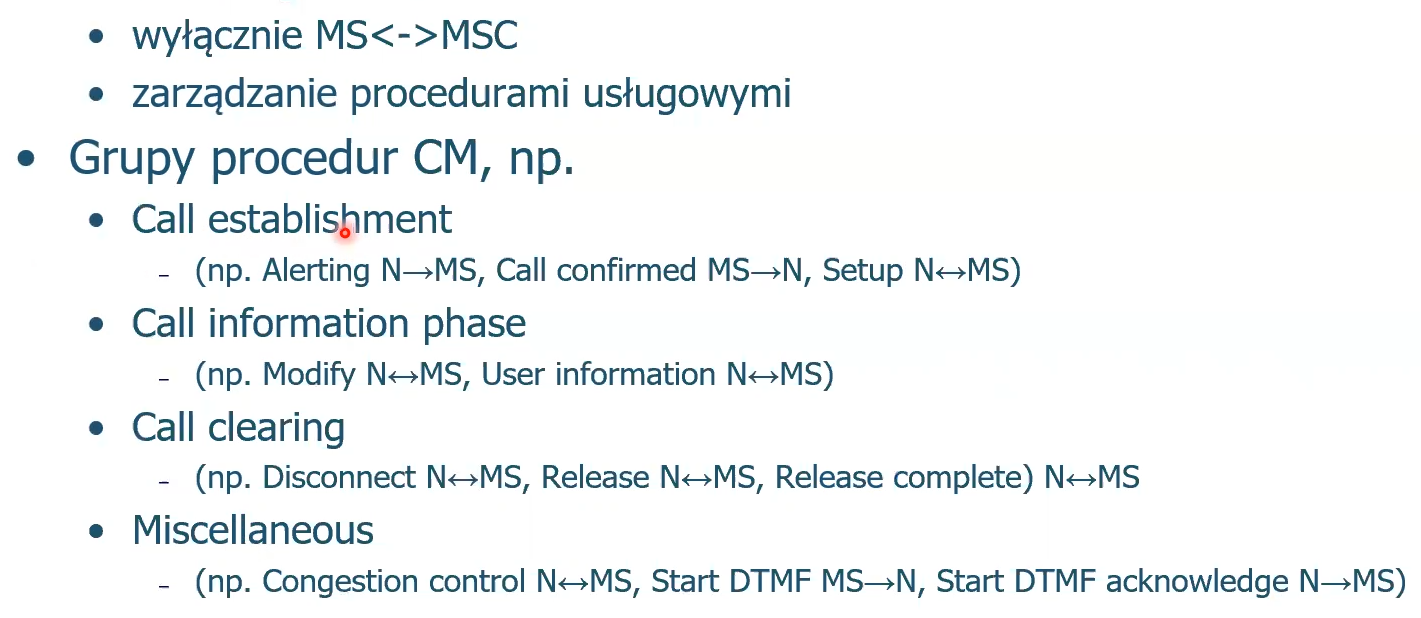 • wyłącznie MS<->MSC
• zarządzanie procedurami usługowymi
• Grupy procedur CM, np.
• Call establishment
– (np. Alerting N→MS, Call confirmed MS→N, Setup N↔MS)
• Call information phase
– (np. Modify N↔MS, User information N↔MS)
• Call clearing
– (np. Disconnect N↔MS, Release N↔MS, Release complete) N↔MS
• Miscellaneous
– (np. Congestion control N↔MS, Start DTMF MS→N, Start DTMF acknowledge N→MS)